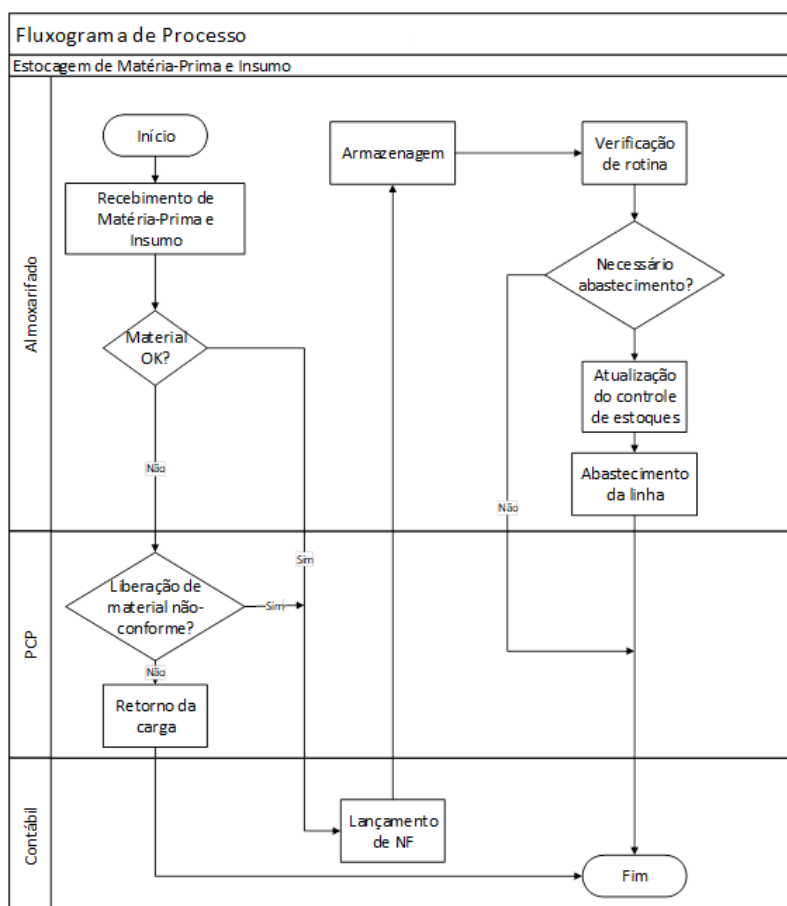 Fluxograma de Processo
Estocagem de Matéria-Prima e Insumo
Almoxarifado
Início
Recebimento de
Matéria-Prima e
Insumo
Material
OK?
Não
Sim
Armazenagem
Verificação
de rotina
Necessário
abastecimento?
Não
Atualização
do controle
de estoques
Abastecimento
da linha
PCP
Liberação de
material não-
conforme?
Sim
Não
Retorno da
carga
Contábil
Lançamento
de NF
Fim